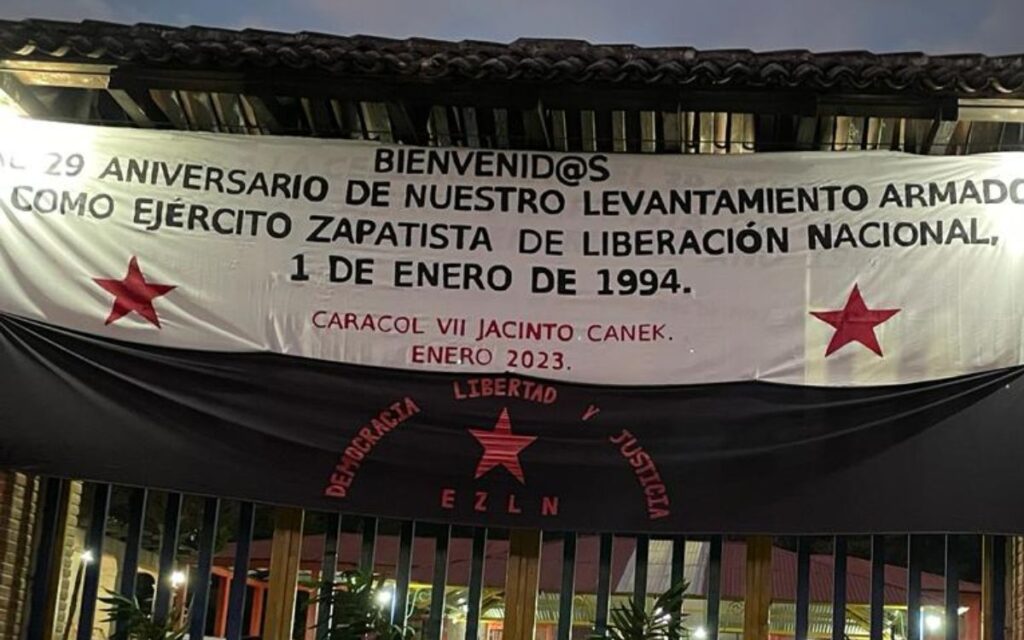 BIENVENID@S
AL 29 ANIVERSARIO DE NUESTRO LEVANTAMIENTO ARMADO
COMO EJÉRCITO ZAPATISTA DE LIBERACIÓN NACIONAL,
1 DE ENERO DE 1994.
CARACOL VII JACINTO CANEK.
ENERO 2023.
DEMOCRACIA LIBERTAD Y JUSTICIA
EZLN